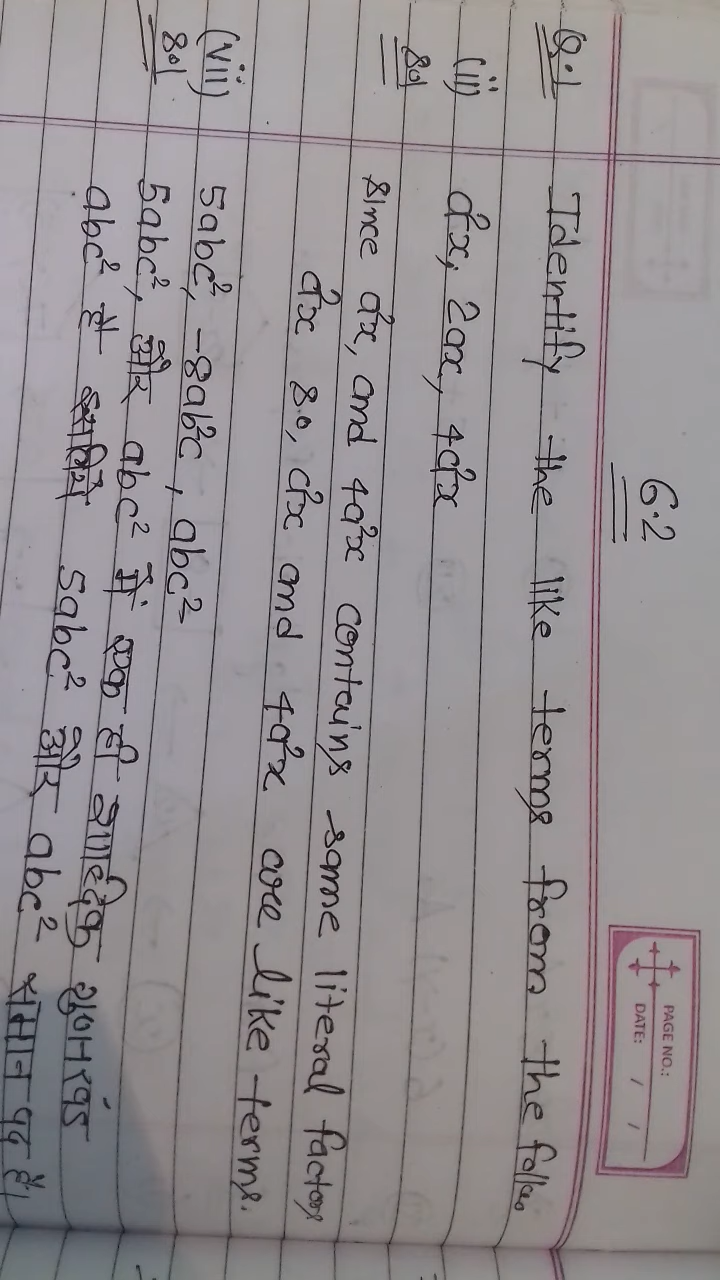 PAGE NO.:
DATE: / /
6.2
Q.1 Identify the like terms from the follo
(ii) a²x, 2ax, 4a²x
Sol
since a²x, and 4a²x contains same literal factors
a²x So, a²x and 4a²x are like terms.
(vii) 5abc², -8ab²c, abc²
Sol 5abc², और abc² में एक ही शाब्दिक गुणनखंड
abc² है इसलिये 5abc² और abc² समान पद हैं।